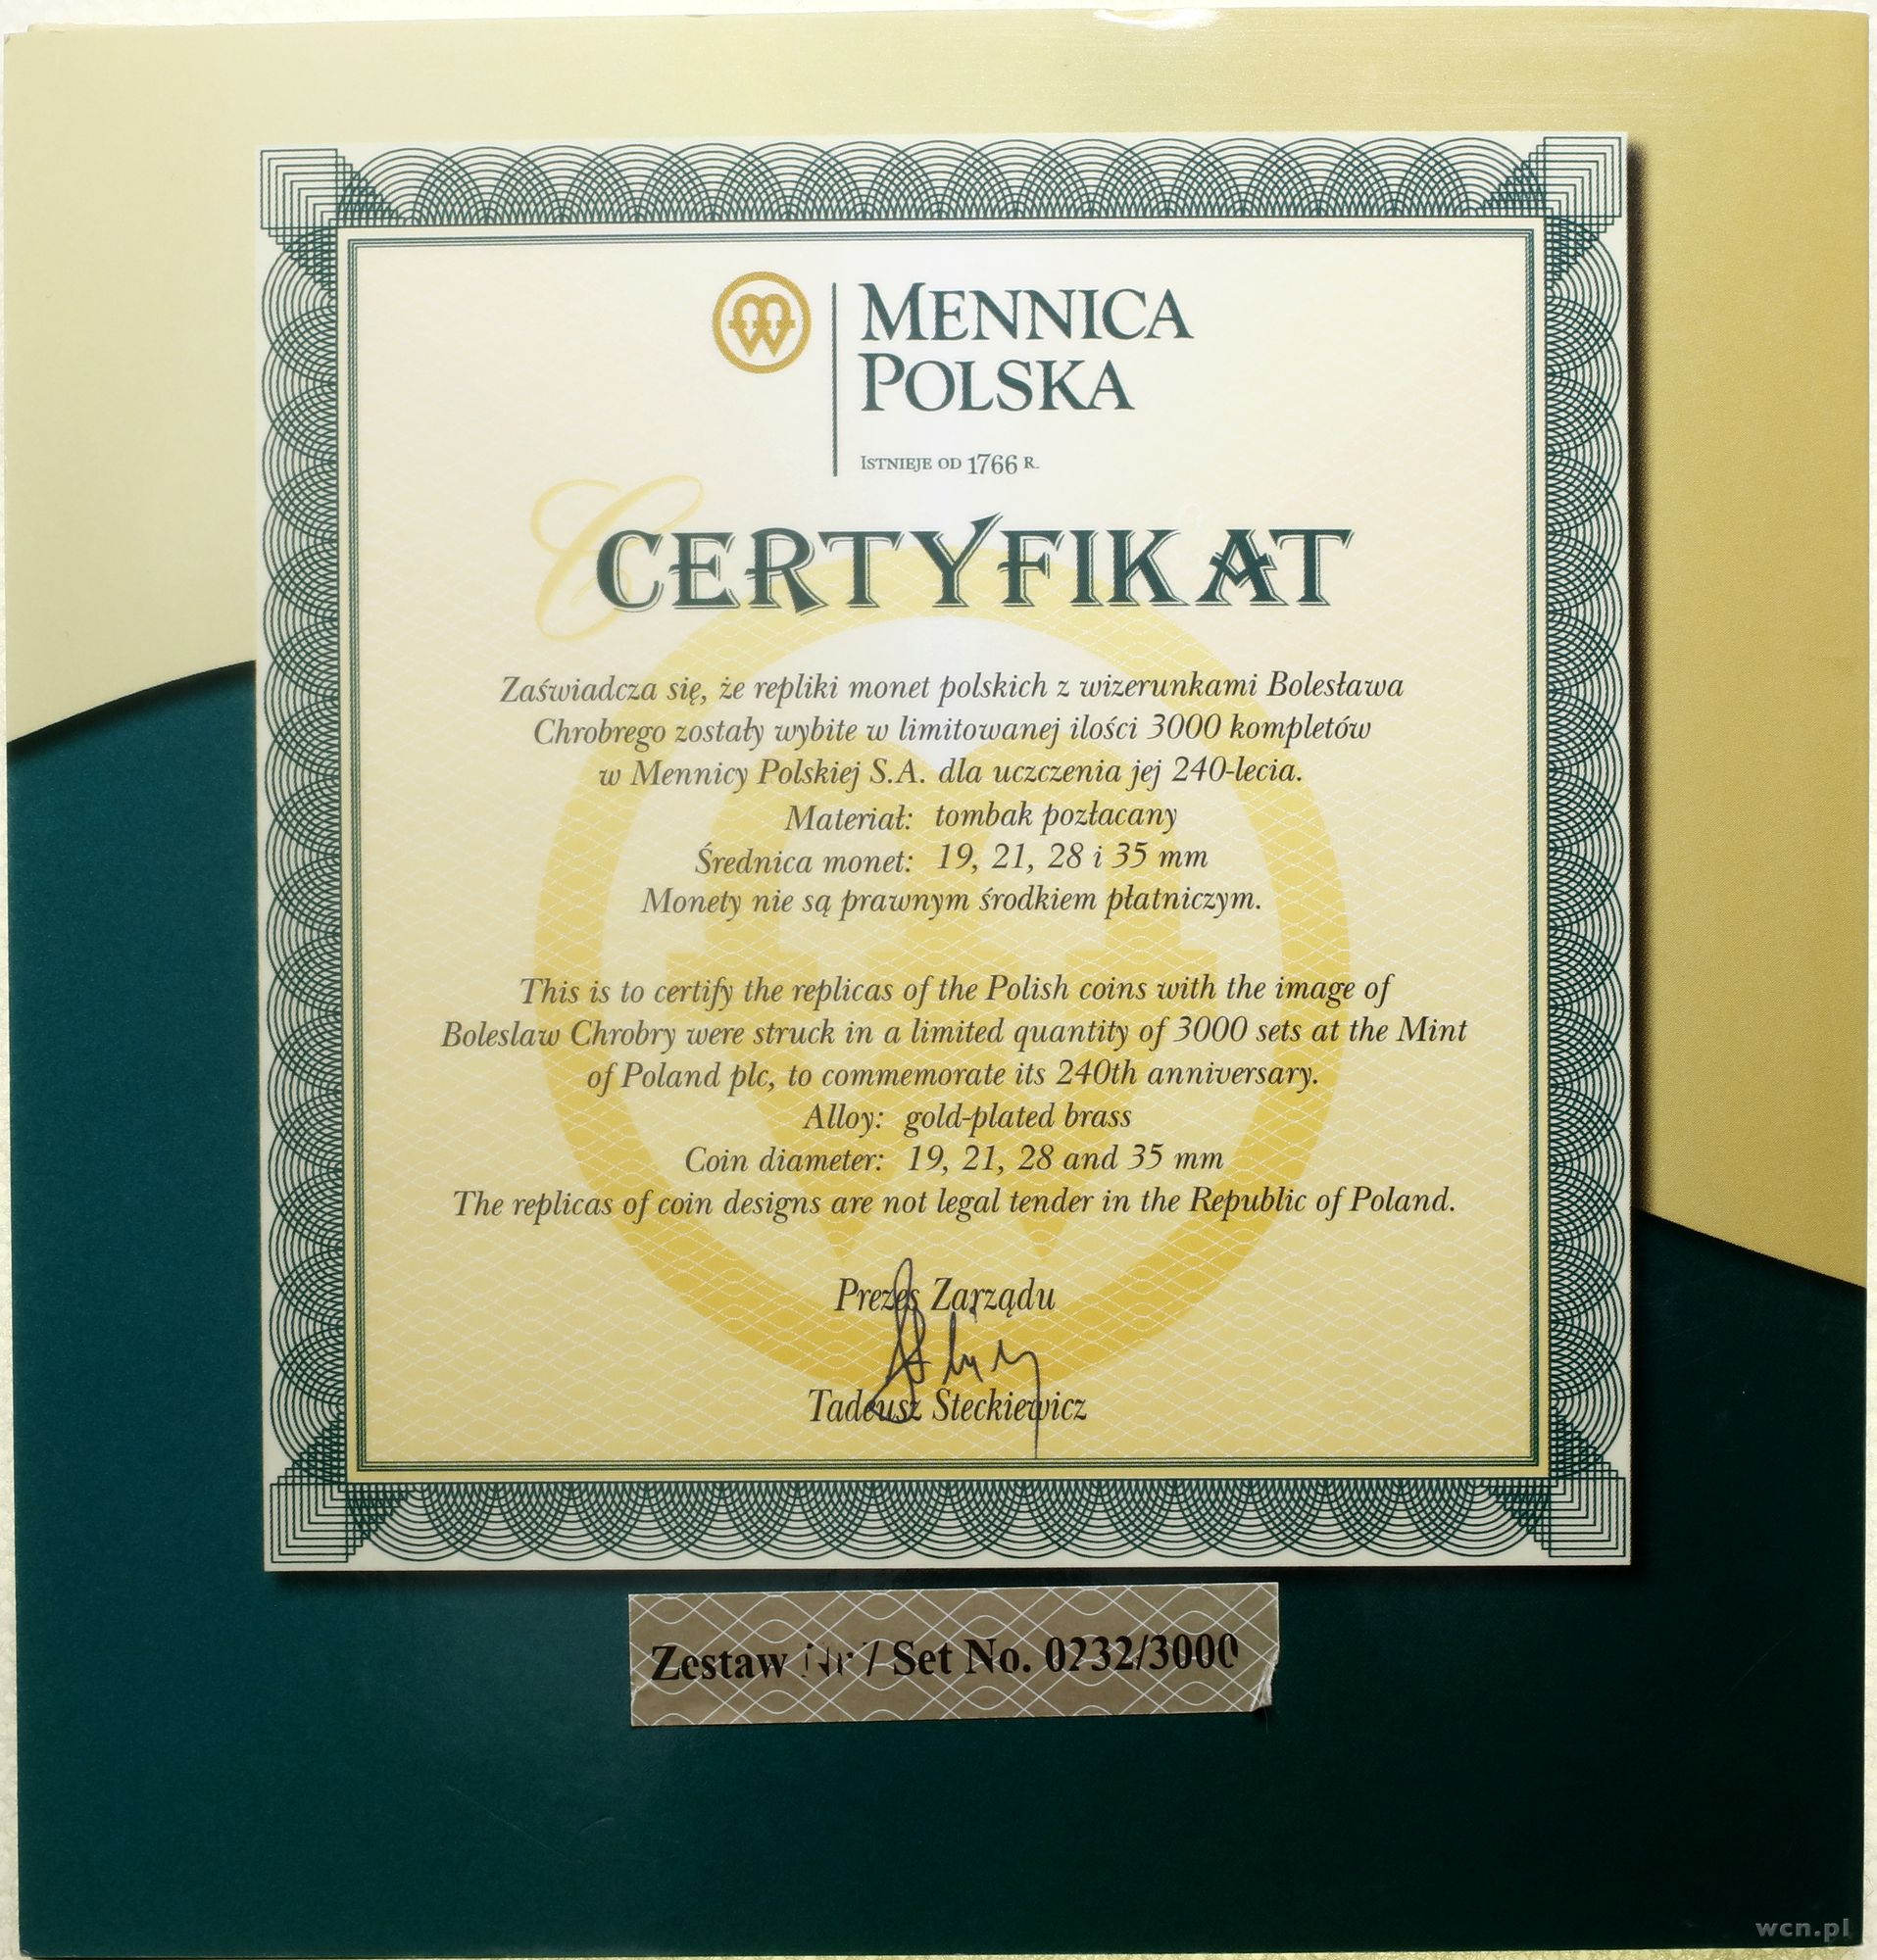 MENNICA
POLSKA
ISTNIEJE OD 1766 R.
CERTYFIKAT
Zaświadcza się, że repliki monet polskich z wizerunkami Bolesława
Chrobrego zostały wybite w limitowanej ilości 3000 kompletów
w Mennicy Polskiej S.A. dla uczczenia jej 240-lecia.
Materiał: tombak pozłacany
Średnica monet: 19, 21, 28 i 35 mm
Monety nie są prawnym środkiem płatniczym.
This is to certify the replicas of the Polish coins with the image of
Boleslaw Chrobry were struck in a limited quantity of 3000 sets at the Mint
of Poland plc, to commemorate its 240th anniversary.
Alloy: gold-plated brass
Coin diameter: 19, 21, 28 and 35 mm
The replicas of coin designs are not legal tender in the Republic of Poland.
Prezes Zarządu
Tadeusz Steckiewicz
Zestaw Nr / Set No. 0232/3000
wcn.pl